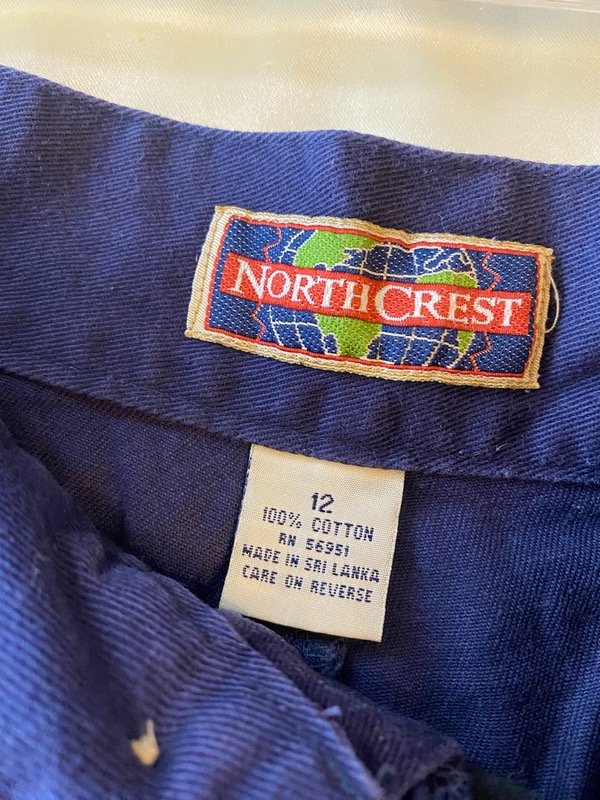 NORTHCREST
12
100% COTTON
RN 56951
MADE IN SRI LANKA
CARE ON REVERSE